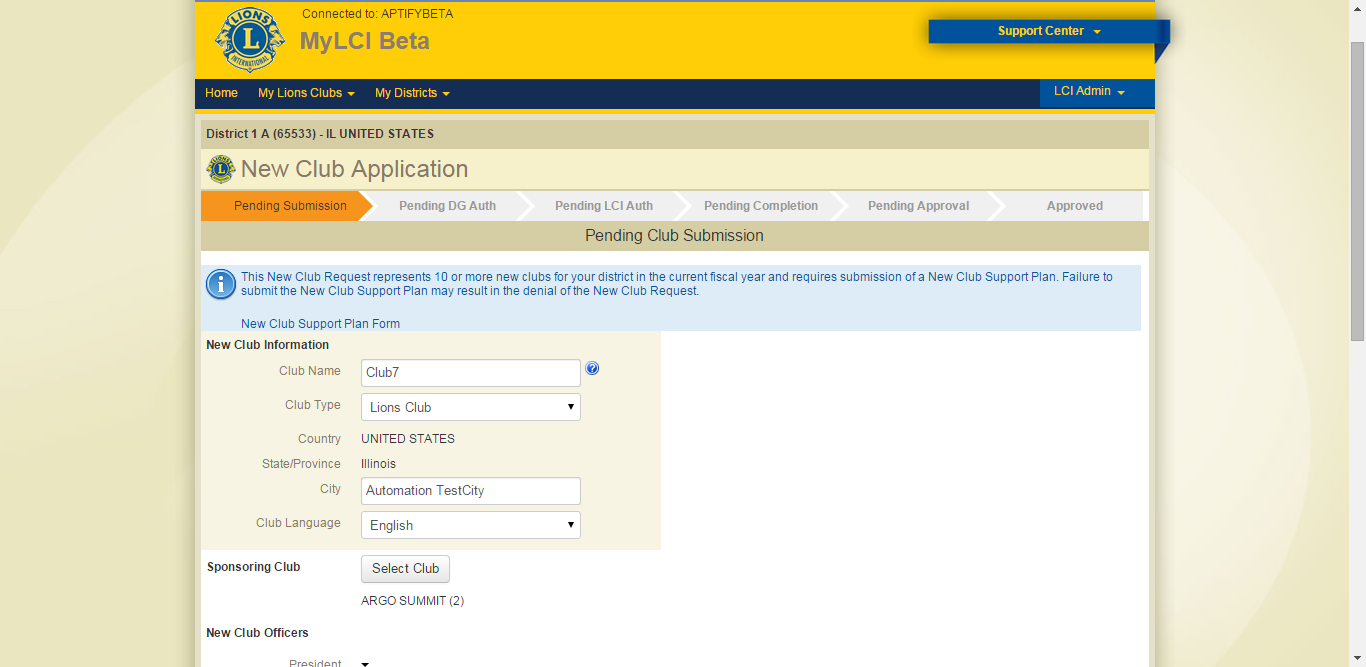 Connected to: APTIFYBETA
LIONS
L
INTERNATIONAL
MyLCI Beta
Support Center
Home My Lions Clubs My Districts LCI Admin
District 1 A (65533) - IL UNITED STATES
New Club Application
Pending Submission Pending DG Auth Pending LCI Auth Pending Completion Pending Approval Approved
Pending Club Submission
This New Club Request represents 10 or more new clubs for your district in the current fiscal year and requires submission of a New Club Support Plan. Failure to
submit the New Club Support Plan may result in the denial of the New Club Request.
New Club Support Plan Form
New Club Information
Club Name Club7
Club Type Lions Club
Country UNITED STATES
State/Province Illinois
City Automation TestCity
Club Language English
Sponsoring Club Select Club
ARGO SUMMIT (2)
New Club Officers
President